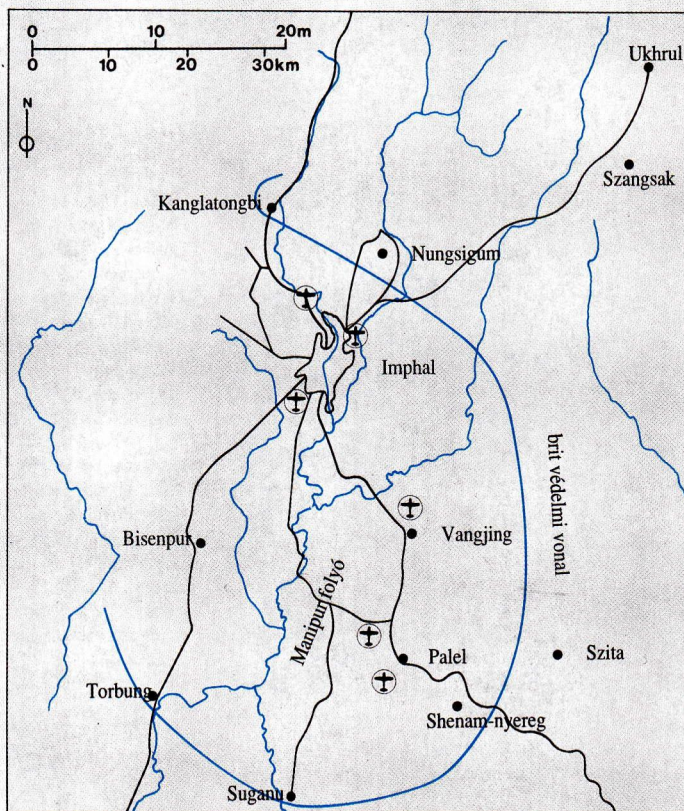 0 10 20m
0 10 20 30km
N
Ukhrul
Szangsak
Kanglatongbi
Nungsigum
Imphal
brit védelmi vonal
Bisenpur
Vangjing
Manipur folyó
Palel
Szita
Torbung
Shenam-nyereg
Suganu